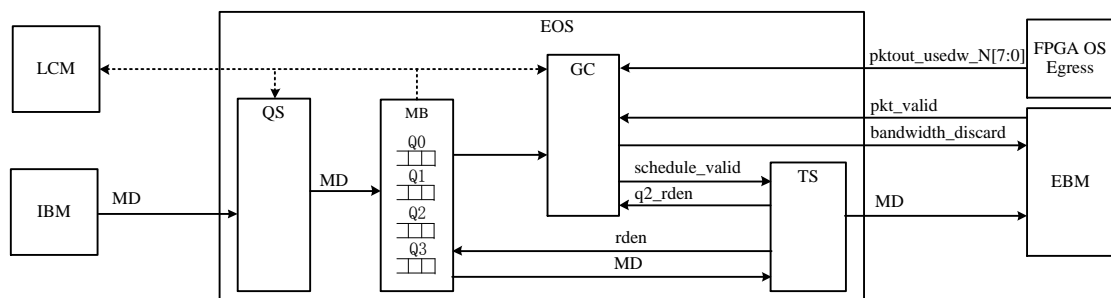 EOS
LCM
GC
pktout_usedw_N[7:0]
FPGA OS
Egress
QS
MB
pkt_valid
bandwidth_discard
Q0
Q1
Q2
Q3
MD
schedule_valid
TS
q2_rden
IBM
MD
MD
EBM
rden
MD